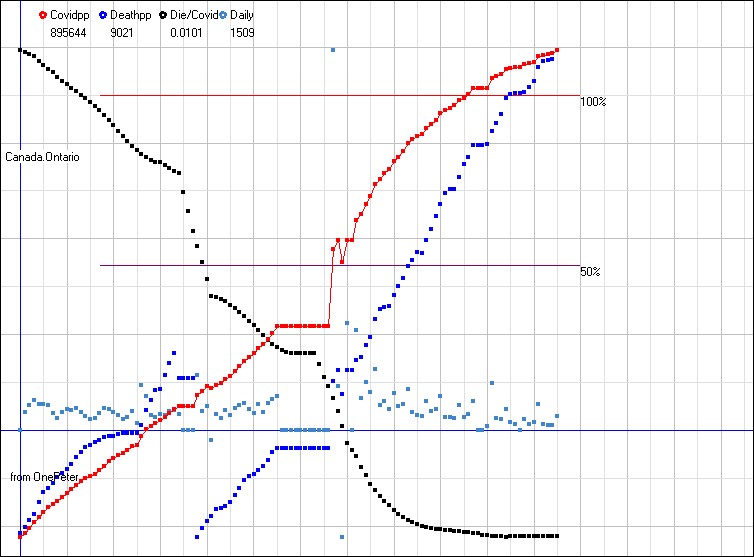 Covidpp Deathpp Die/Covid Daily
895644 9021 0.0101 1509
100%
Canada.Ontario
50%
from OnePeter